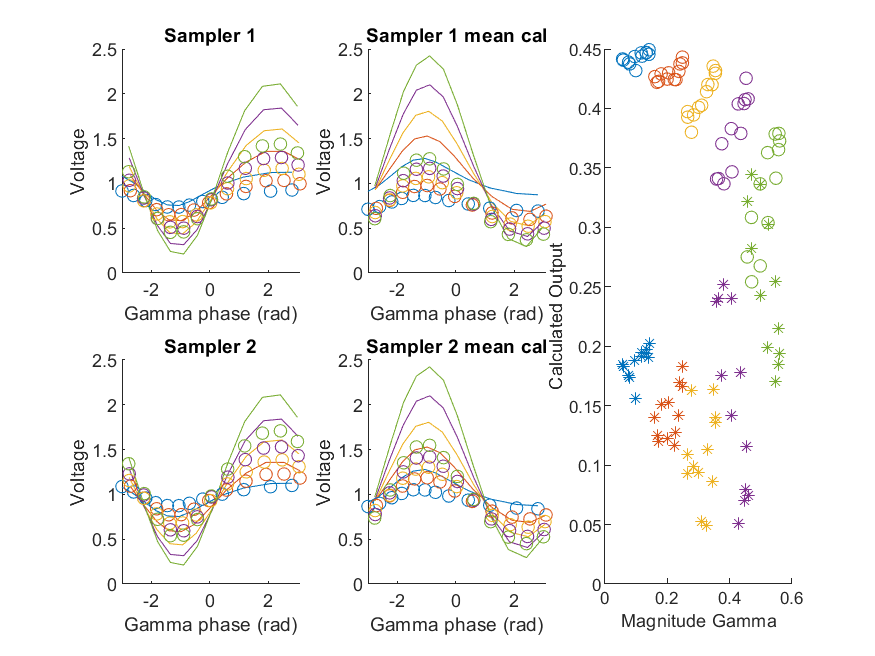 Sampler 1
2.5
2
1.5
1
0.5
0
Voltage
-2 0 2
Gamma phase (rad)
Sampler 1 mean cal
2.5
2
1.5
1
0.5
0
Voltage
-2 0 2
Gamma phase (rad)
Sampler 2
2.5
2
1.5
1
0.5
0
Voltage
-2 0 2
Gamma phase (rad)
Sampler 2 mean cal
2.5
2
1.5
1
0.5
0
Voltage
-2 0 2
Gamma phase (rad)
0.45
0.4
0.35
0.3
0.25
0.2
0.15
0.1
0.05
0
Calculated Output
0 0.2 0.4 0.6
Magnitude Gamma